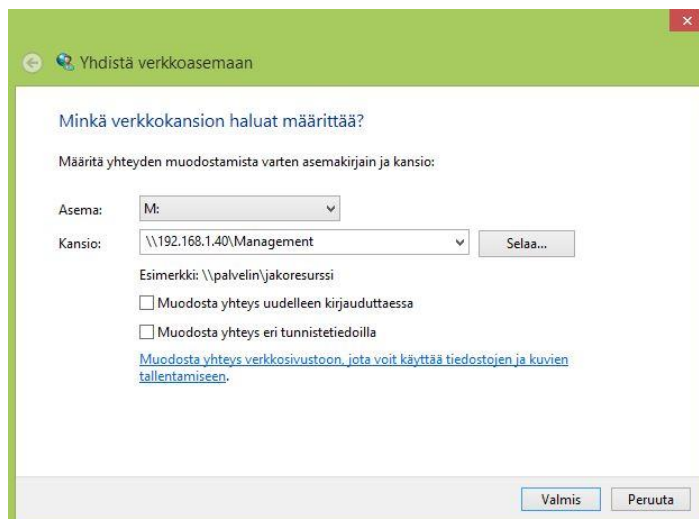 Yhdistä verkkoasemaan
Minkä verkkokansion haluat määrittää?
Määritä yhteyden muodostamista varten asemakirjain ja kansio:
Asema: M:
Kansio: \\192.168.1.40\Management Selaa...
Esimerkki: \\palvelin\jakoresurssi
Muodosta yhteys uudelleen kirjauduttaessa
Muodosta yhteys eri tunnistetiedoilla
Muodosta yhteys verkkosivustoon, jota voit käyttää tiedostojen ja kuvien
tallentamiseen.
Valmis Peruuta